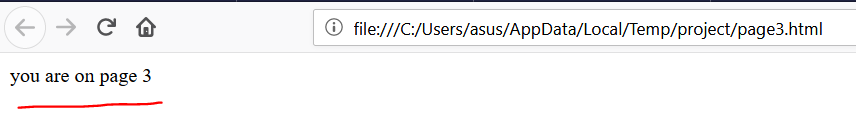 file:///C:/Users/asus/AppData/Local/Temp/project/page3.html
you are on page 3